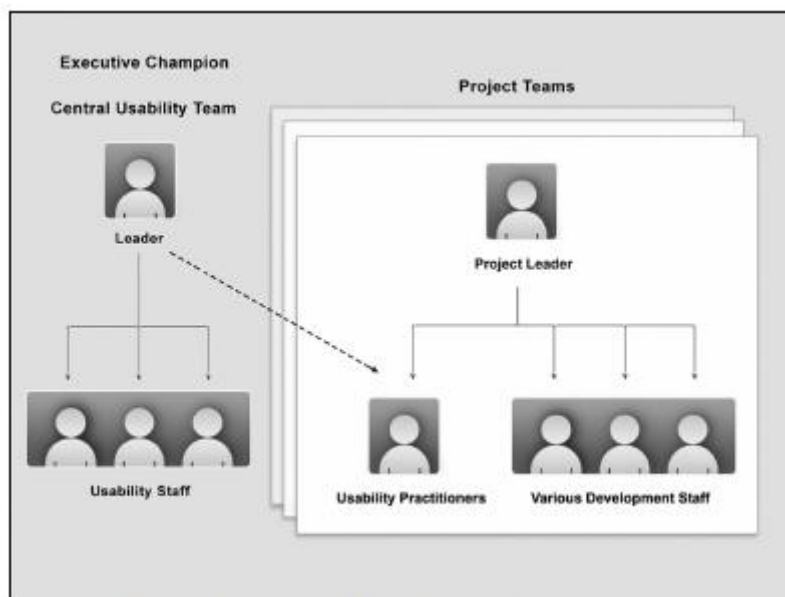 Executive Champion
Central Usability Team
Leader
Usability Staff
Project Teams
Project Leader
Usability Practitioners
Various Development Staff